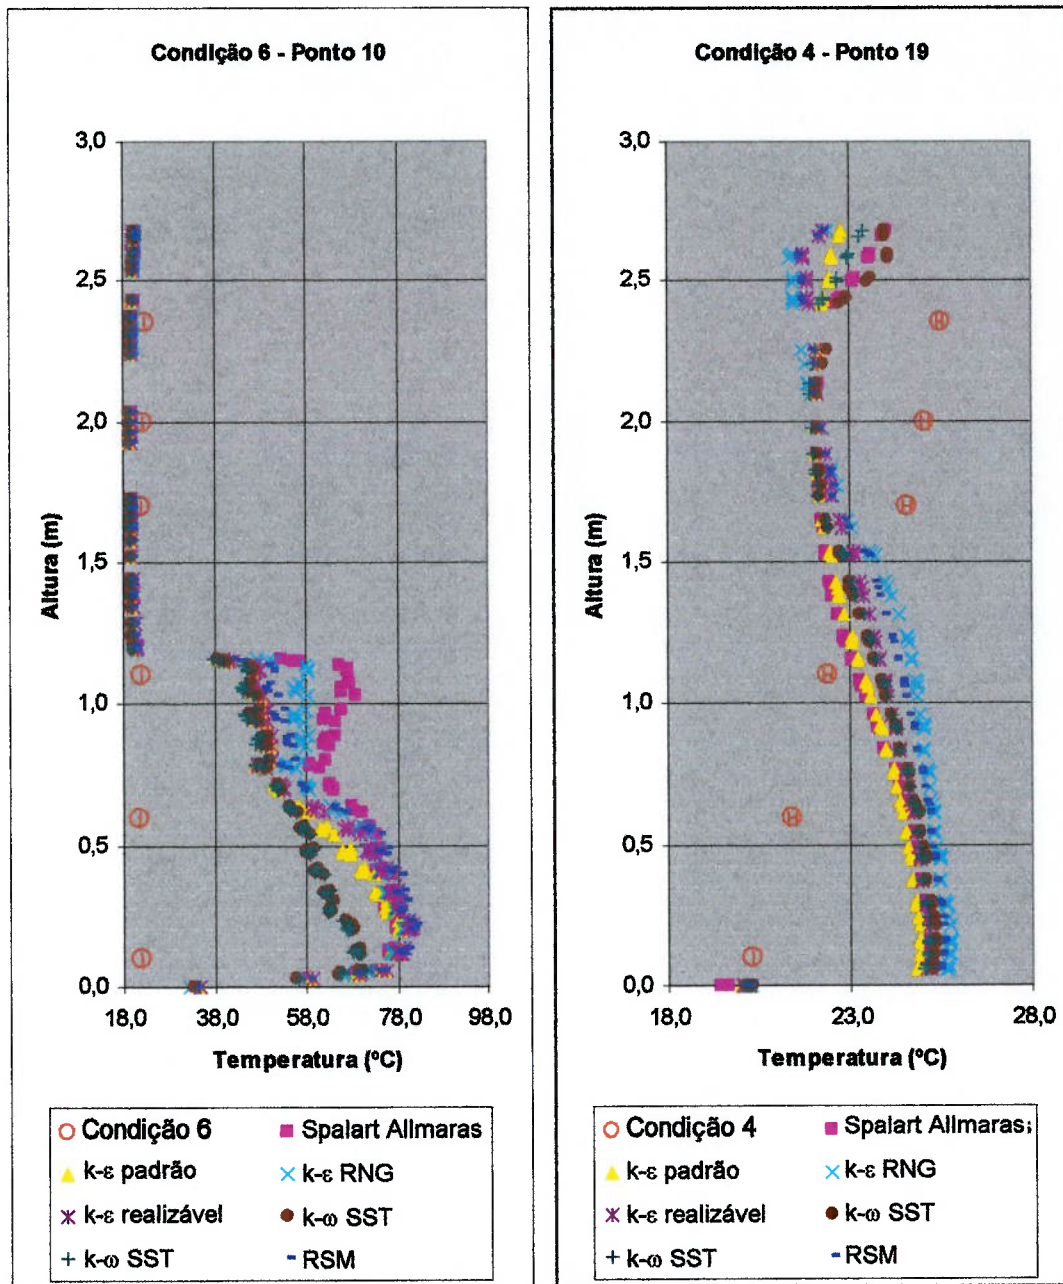 Condição 6 - Ponto 10
3,0
2,5
2,0
1,5
1,0
0,5
0,0
Altura (m)
18,0 38,0 58,0 78,0 98,0
Temperatura (ºC)
Condição 6
Spalart Allmaras
k-ε padrão
k-ε RNG
k-ε realizável
k-ω SST
k-ω SST
RSM
Condição 4 - Ponto 19
3,0
2,5
2,0
1,5
1,0
0,5
0,0
Altura (m)
18,0 23,0 28,0
Temperatura (ºC)
Condição 4
Spalart Allmaras;
k-ε padrão
k-ε RNG
k-ε realizável
k-ω SST
k-ω SST
RSM